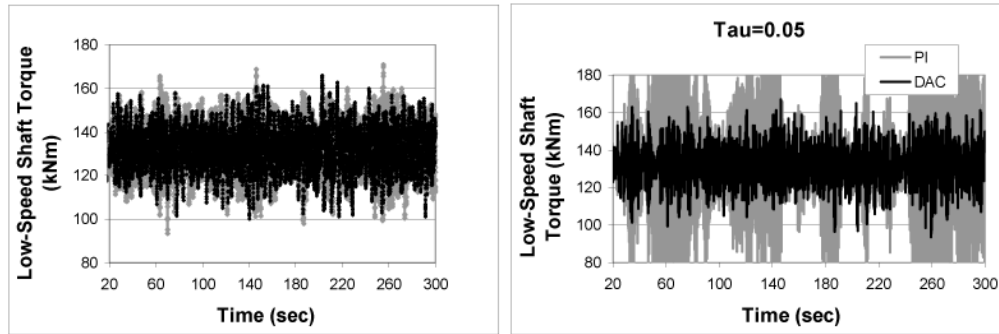 Low-Speed Shaft Torque
(kNm)
180
160
140
120
100
80
20 60 100 140 180 220 260 300
Time (sec)
Tau=0.05
PI
DAC
Low-Speed Shaft
Torque (kNm)
180
160
140
120
100
80
20 60 100 140 180 220 260 300
Time (sec)